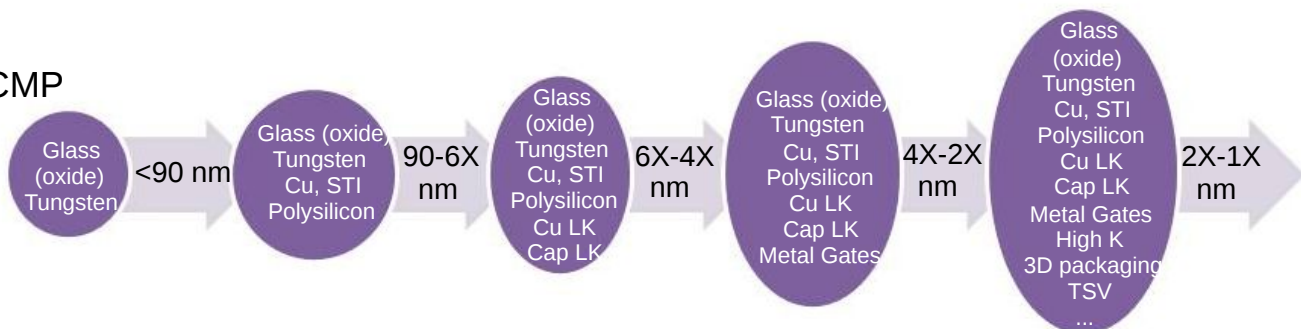 CMP
Glass
(oxide)
Tungsten
<90 nm
Glass (oxide)
Tungsten
Cu, STI
Polysilicon
90-6X
nm
Glass
(oxide)
Tungsten
Cu, STI
Polysilicon
Cu LK
Cap LK
6X-4X
nm
Glass (oxide)
Tungsten
Cu, STI
Polysilicon
Cu LK
Cap LK
Metal Gates
4X-2X
nm
Glass
(oxide)
Tungsten
Cu, STI
Polysilicon
Cu LK
Cap LK
Metal Gates
High K
3D packaging
TSV
...
2X-1X
nm